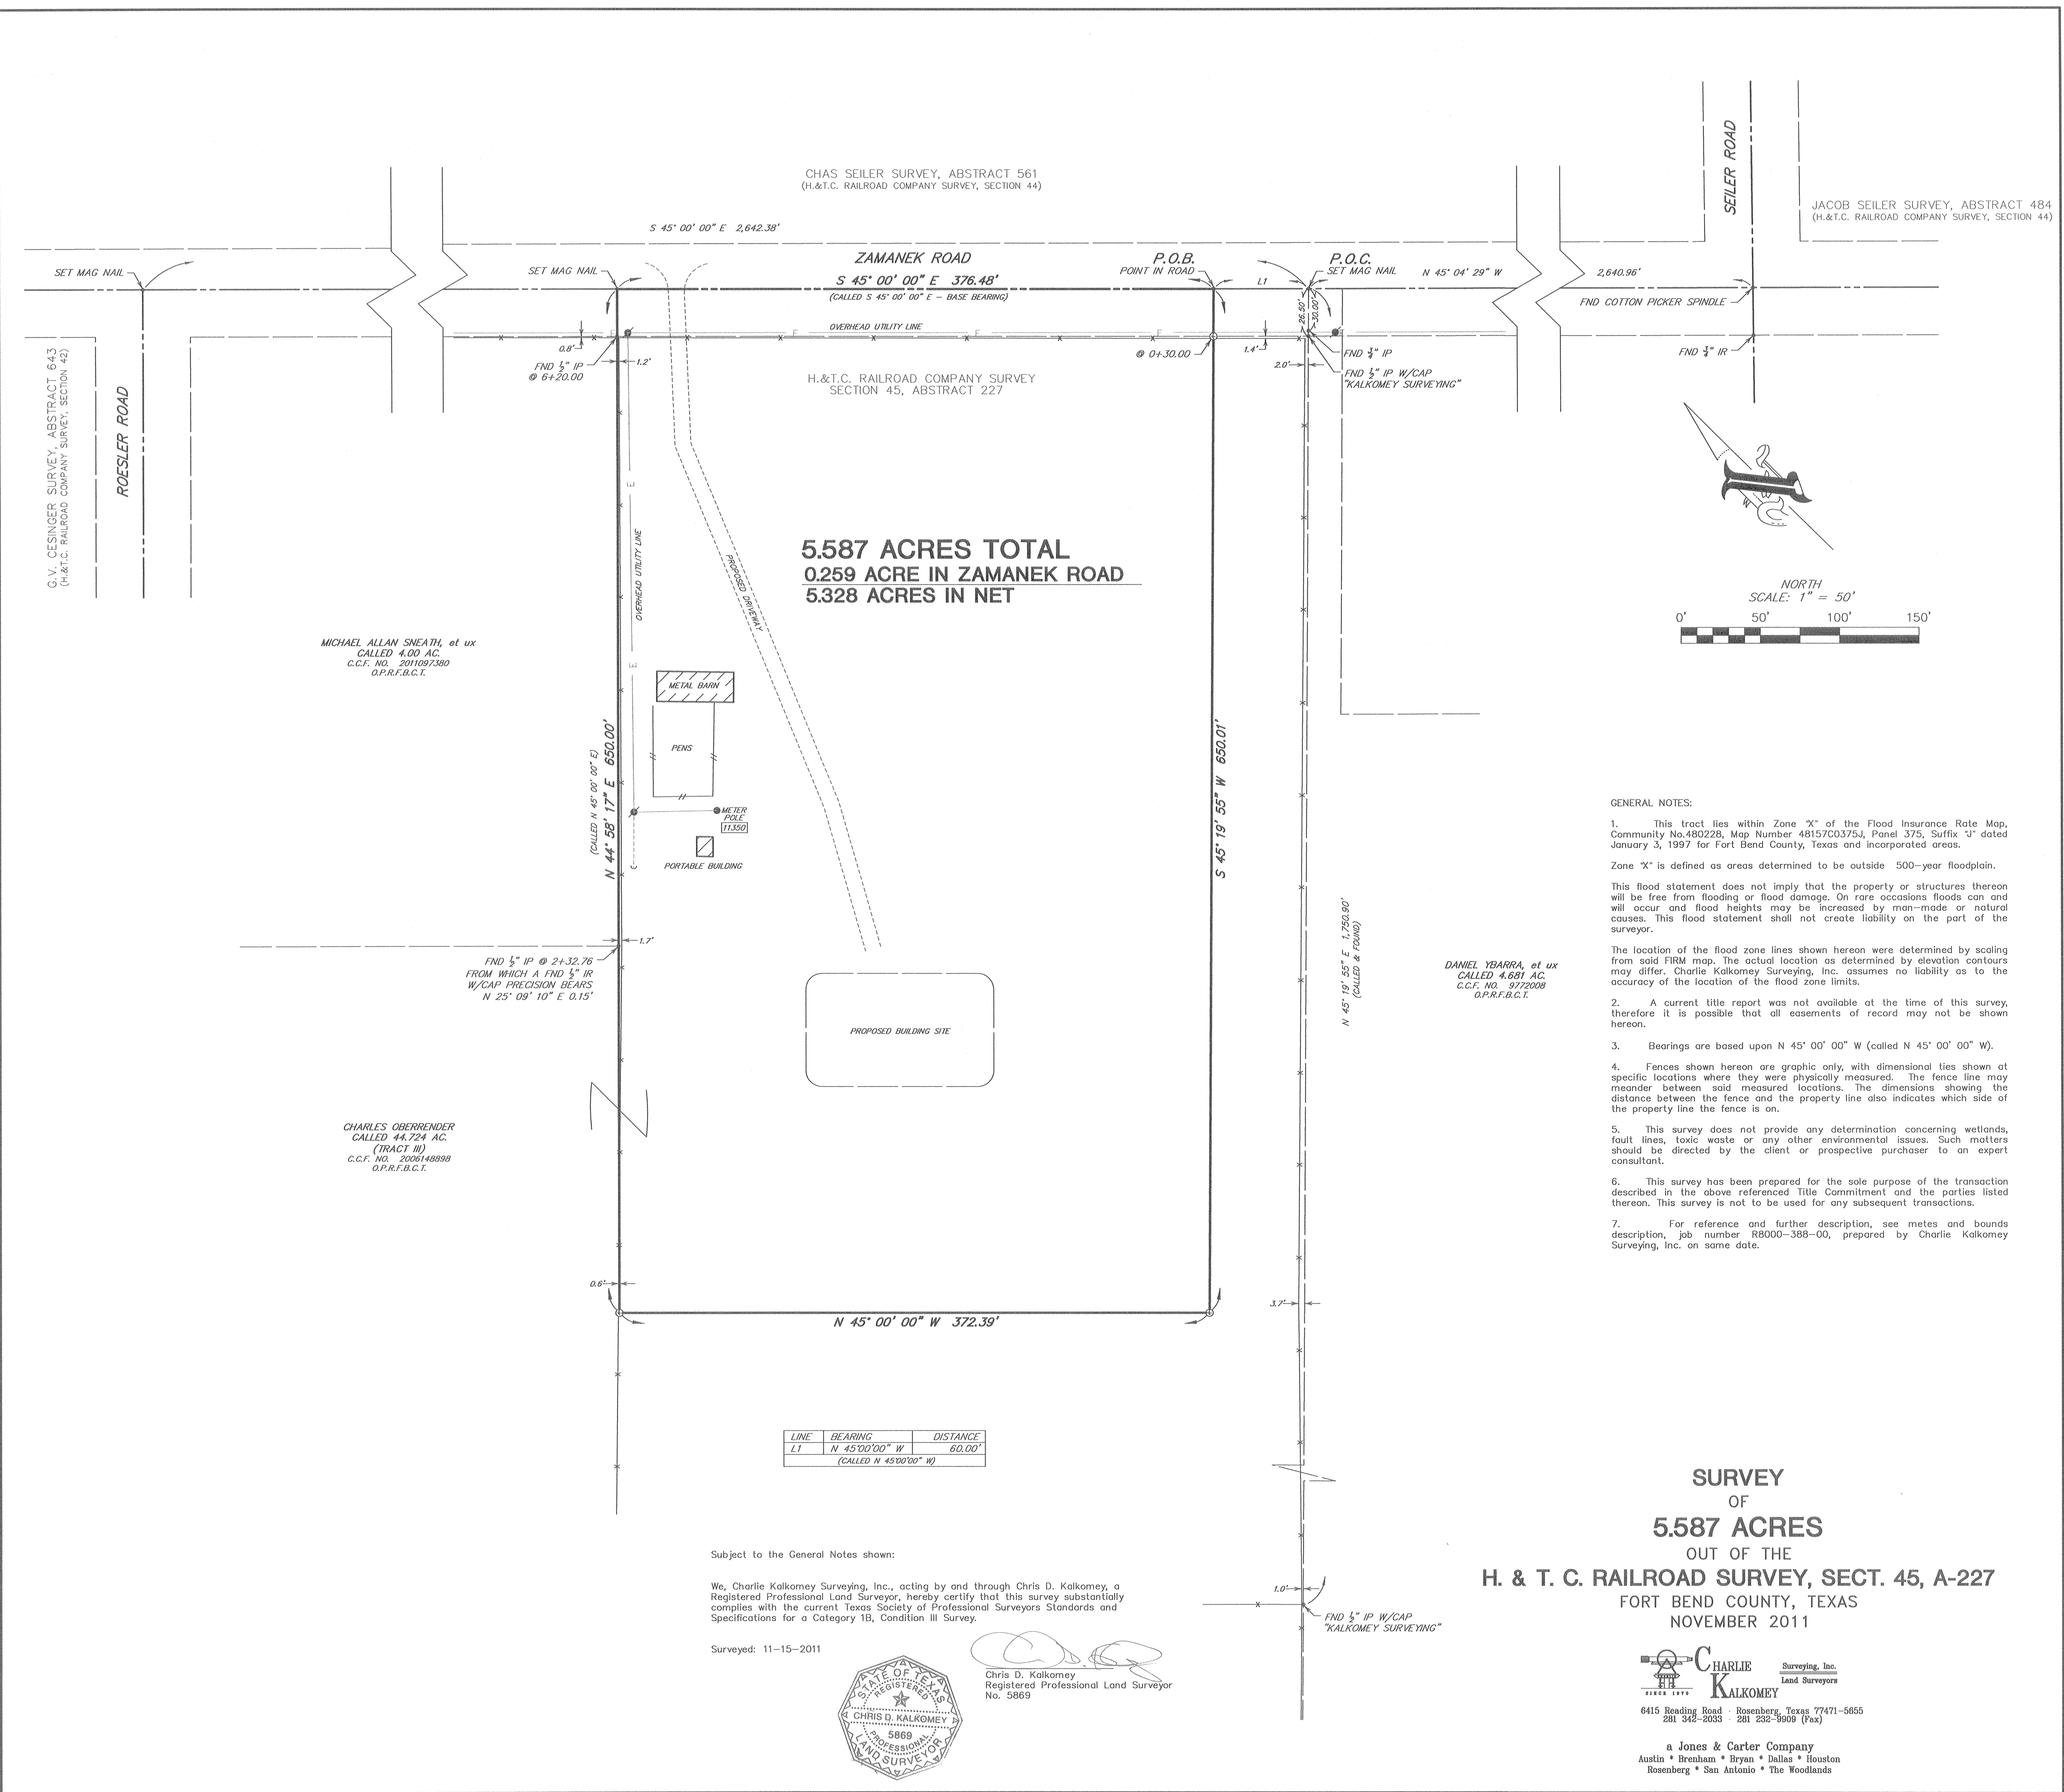 CHAS SEILER SURVEY, ABSTRACT 561
(H.&T.C. RAILROAD COMPANY SURVEY, SECTION 44)
SEILER ROAD
JACOB SEILER SURVEY, ABSTRACT 484
(H.&T.C. RAILROAD COMPANY SURVEY, SECTION 44)
S 45° 00' 00" E 2,642.38'
SET MAG NAIL
SET MAG NAIL
ZAMANEK ROAD
S 45° 00' 00" E 376.48'
(CALLED S 45° 00' 00" E - BASE BEARING)
P.O.B.
POINT IN ROAD
L1
P.O.C.
SET MAG NAIL
N 45° 04' 29" W
2,640.96'
FND COTTON PICKER SPINDLE
26.50'
30.00'
E
OVERHEAD UTILITY LINE
E
E
E
0.8'
FND 1/2" IP
@ 6+20.00
1.2'
@ 0+30.00
1.4'
2.0'
FND 3/4" IP
FND 1/2" IP W/CAP
"KALKOMEY SURVEYING"
FND 3/4" IR
H.&T.C. RAILROAD COMPANY SURVEY
SECTION 45, ABSTRACT 227
G.V. CESINGER SURVEY, ABSTRACT 643
(H.&T.C. RAILROAD COMPANY SURVEY, SECTION 42)
ROESLER ROAD
W
NORTH
SCALE: 1" = 50'
0'
50'
100'
150'
E
OVERHEAD UTILITY LINE
E
PROPOSED DRIVEWAY
5.587 ACRES TOTAL
0.259 ACRE IN ZAMANEK ROAD
5.328 ACRES IN NET
MICHAEL ALLAN SNEATH, et ux
CALLED 4.00 AC.
C.C.F. NO. 2011097380
O.P.R.F.B.C.T.
METAL BARN
PENS
METER
POLE
11350
PORTABLE BUILDING
(CALLED N 45° 00' 00" E)
N 44° 58' 17" E 650.00'
S 45° 19' 55" W 650.01'
N 45° 19' 55" E 1,750.90'
(CALLED & FOUND)
1.7'
FND 1/2" IP @ 2+32.76
FROM WHICH A FND 1/2" IR
W/CAP PRECISION BEARS
N 25° 09' 10" E 0.15'
PROPOSED BUILDING SITE
DANIEL YBARRA, et ux
CALLED 4.681 AC.
C.C.F. NO. 9772008
O.P.R.F.B.C.T.
CHARLES OBERRENDER
CALLED 44.724 AC.
(TRACT III)
C.C.F. NO. 2006148898
O.P.R.F.B.C.T.
0.6'
3.7'
N 45° 00' 00" W 372.39'
GENERAL NOTES:
1. This tract lies within Zone "X" of the Flood Insurance Rate Map,
Community No.480228, Map Number 48157C0375J, Panel 375, Suffix "J" dated
January 3, 1997 for Fort Bend County, Texas and incorporated areas.
Zone "X" is defined as areas determined to be outside 500-year floodplain.
This flood statement does not imply that the property or structures thereon
will be free from flooding or flood damage. On rare occasions floods can and
will occur and flood heights may be increased by man-made or natural
causes. This flood statement shall not create liability on the part of the
surveyor.
The location of the flood zone lines shown hereon were determined by scaling
from said FIRM map. The actual location as determined by elevation contours
may differ. Charlie Kalkomey Surveying, Inc. assumes no liability as to the
accuracy of the location of the flood zone limits.
2. A current title report was not available at the time of this survey,
therefore it is possible that all easements of record may not be shown
hereon.
3. Bearings are based upon N 45° 00' 00" W (called N 45° 00' 00" W).
4. Fences shown hereon are graphic only, with dimensional ties shown at
specific locations where they were physically measured. The fence line may
meander between said measured locations. The dimensions showing the
distance between the fence and the property line also indicates which side of
the property line the fence is on.
5. This survey does not provide any determination concerning wetlands,
fault lines, toxic waste or any other environmental issues. Such matters
should be directed by the client or prospective purchaser to an expert
consultant.
6. This survey has been prepared for the sole purpose of the transaction
described in the above referenced Title Commitment and the parties listed
thereon. This survey is not to be used for any subsequent transactions.
7. For reference and further description, see metes and bounds
description, job number R8000-388-00, prepared by Charlie Kalkomey
Surveying, Inc. on same date.
LINE BEARING DISTANCE
L1 N 45°00'00" W 60.00'
(CALLED N 45°00'00" W)
1.0'
FND 1/2" IP W/CAP
"KALKOMEY SURVEYING"
Subject to the General Notes shown:
We, Charlie Kalkomey Surveying, Inc., acting by and through Chris D. Kalkomey, a
Registered Professional Land Surveyor, hereby certify that this survey substantially
complies with the current Texas Society of Professional Surveyors Standards and
Specifications for a Category 1B, Condition III Survey.
Surveyed: 11-15-2011
Chris D. Kalkomey
Registered Professional Land Surveyor
No. 5869
STATE OF TEXAS
REGISTERED
CHRIS D. KALKOMEY
5869
PROFESSIONAL
LAND SURVEYOR
SURVEY
OF
5.587 ACRES
OUT OF THE
H. & T. C. RAILROAD SURVEY, SECT. 45, A-227
FORT BEND COUNTY, TEXAS
NOVEMBER 2011
SINCE 1970
CHARLIE
KALKOMEY
Surveying, Inc.
Land Surveyors
6415 Reading Road · Rosenberg, Texas 77471-5655
281 342-2033 · 281 232-9909 (Fax)
a Jones & Carter Company
Austin * Brenham * Bryan * Dallas * Houston
Rosenberg * San Antonio * The Woodlands